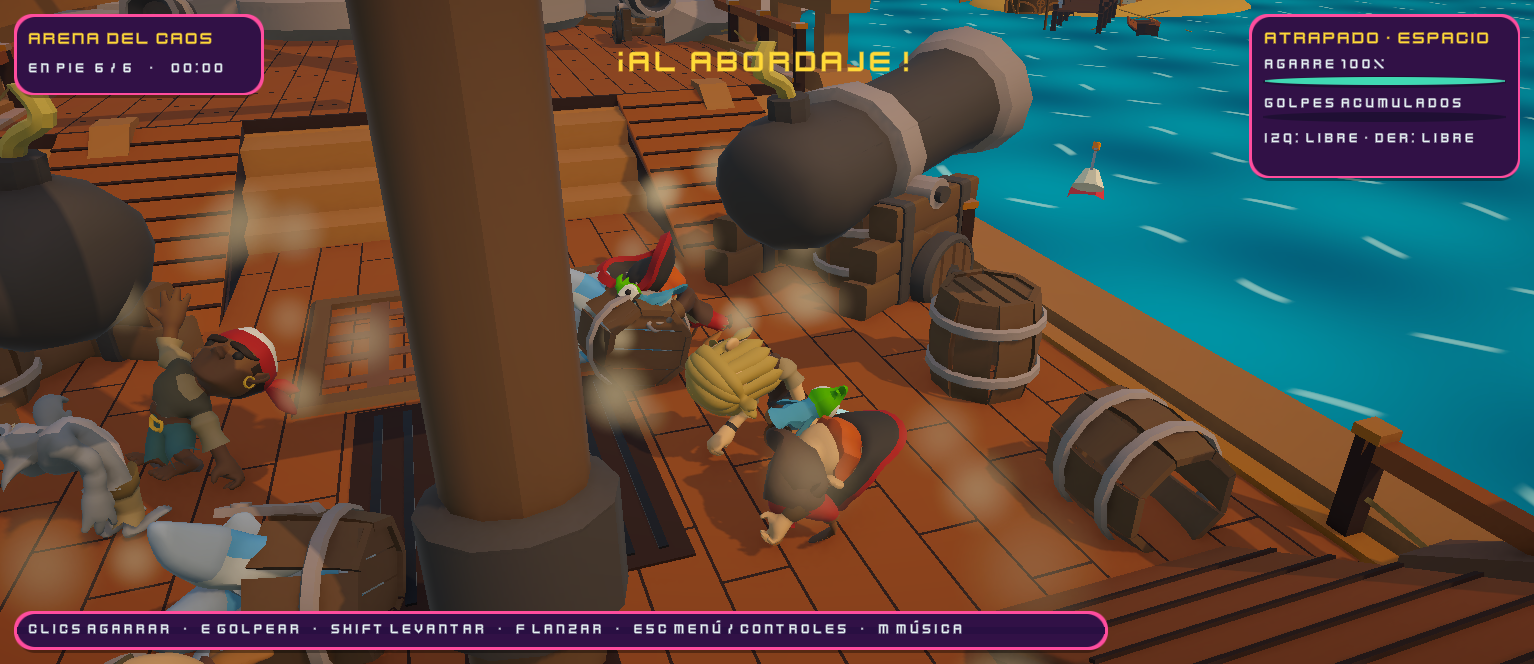 ARENA DEL CAOS
EN PIE 6 / 6 · 00:00
¡AL ABORDAJE!
ATRAPADO · ESPACIO
AGARRE 100%
GOLPES ACUMULADOS
IZQ: LIBRE · DER: LIBRE
CLICS AGARRAR · E GOLPEAR · SHIFT LEVANTAR · F LANZAR · ESC MENÚ / CONTROLES · M MÚSICA